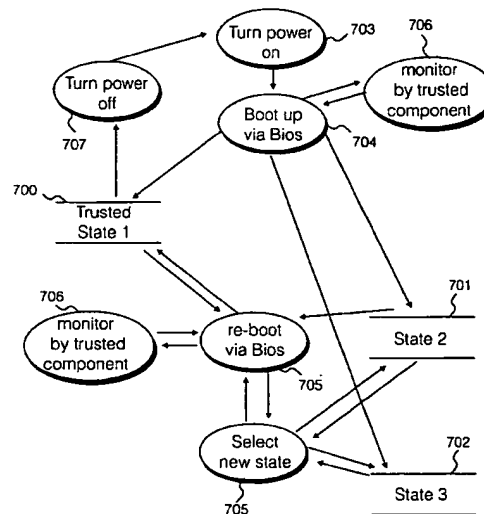 Turn power
on
703
706
Turn power
off
707
monitor
by trusted
component
Boot up
via Bios
704
700
Trusted
State 1
701
State 2
706
monitor
by trusted
component
re-boot
via Bios
705
Select
new state
705
702
State 3